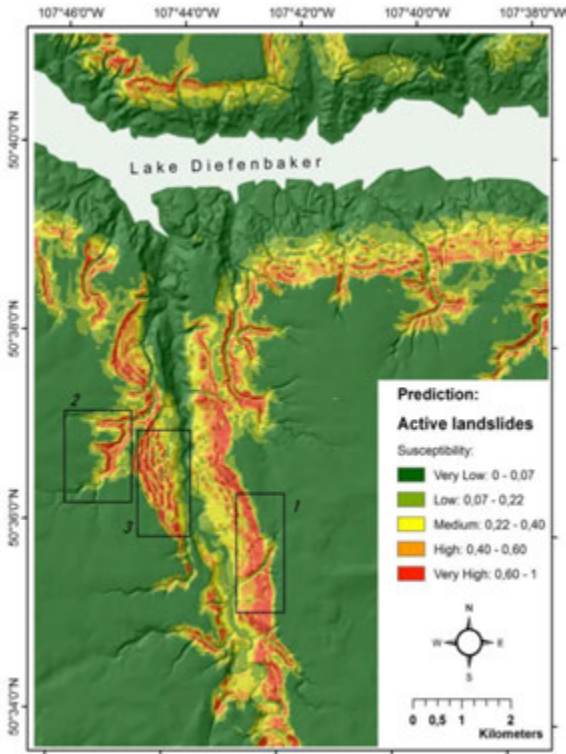 107°46'0"W 107°44'0"W 107°42'0"W 107°40'0"W 107°38'0"W
50°40'0"N
Lake Diefenbaker
50°38'0"N
2
3
1
50°36'0"N
50°34'0"N
Prediction:
Active landslides
Susceptibility:
Very Low: 0 - 0,07
Low: 0,07 - 0,22
Medium: 0,22 - 0,40
High: 0,40 - 0,60
Very High: 0,60 - 1
N
W E
S
0 0,5 1 2
Kilometers